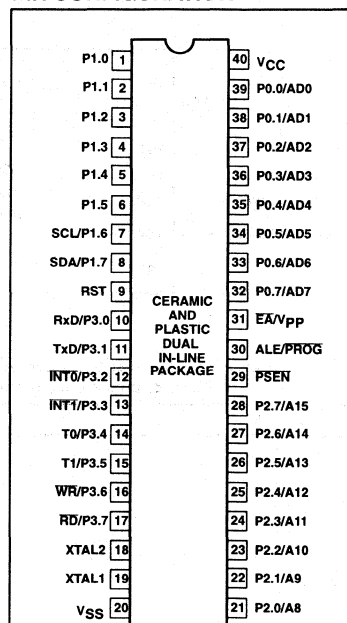 P1.0 1 40 VCC
P1.1 2 39 P0.0/AD0
P1.2 3 38 P0.1/AD1
P1.3 4 37 P0.2/AD2
P1.4 5 36 P0.3/AD3
P1.5 6 35 P0.4/AD4
SCL/P1.6 7 34 P0.5/AD5
SDA/P1.7 8 33 P0.6/AD6
RST 9 32 P0.7/AD7
RxD/P3.0 10 31 EA/VPP
TxD/P3.1 11 30 ALE/PROG
INT0/P3.2 12 29 PSEN
INT1/P3.3 13 28 P2.7/A15
T0/P3.4 14 27 P2.6/A14
T1/P3.5 15 26 P2.5/A13
WR/P3.6 16 25 P2.4/A12
RD/P3.7 17 24 P2.3/A11
XTAL2 18 23 P2.2/A10
XTAL1 19 22 P2.1/A9
VSS 20 21 P2.0/A8
CERAMIC
AND
PLASTIC
DUAL
IN-LINE
PACKAGE